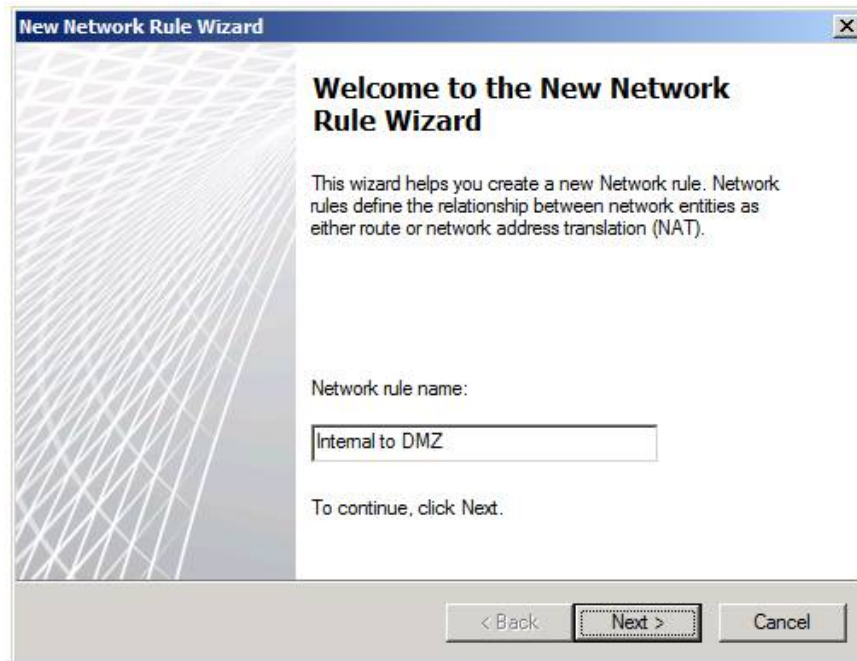 New Network Rule Wizard
Welcome to the New Network
Rule Wizard
This wizard helps you create a new Network rule. Network
rules define the relationship between network entities as
either route or network address translation (NAT).
Network rule name:
Internal to DMZ
To continue, click Next.
< Back
Next >
Cancel